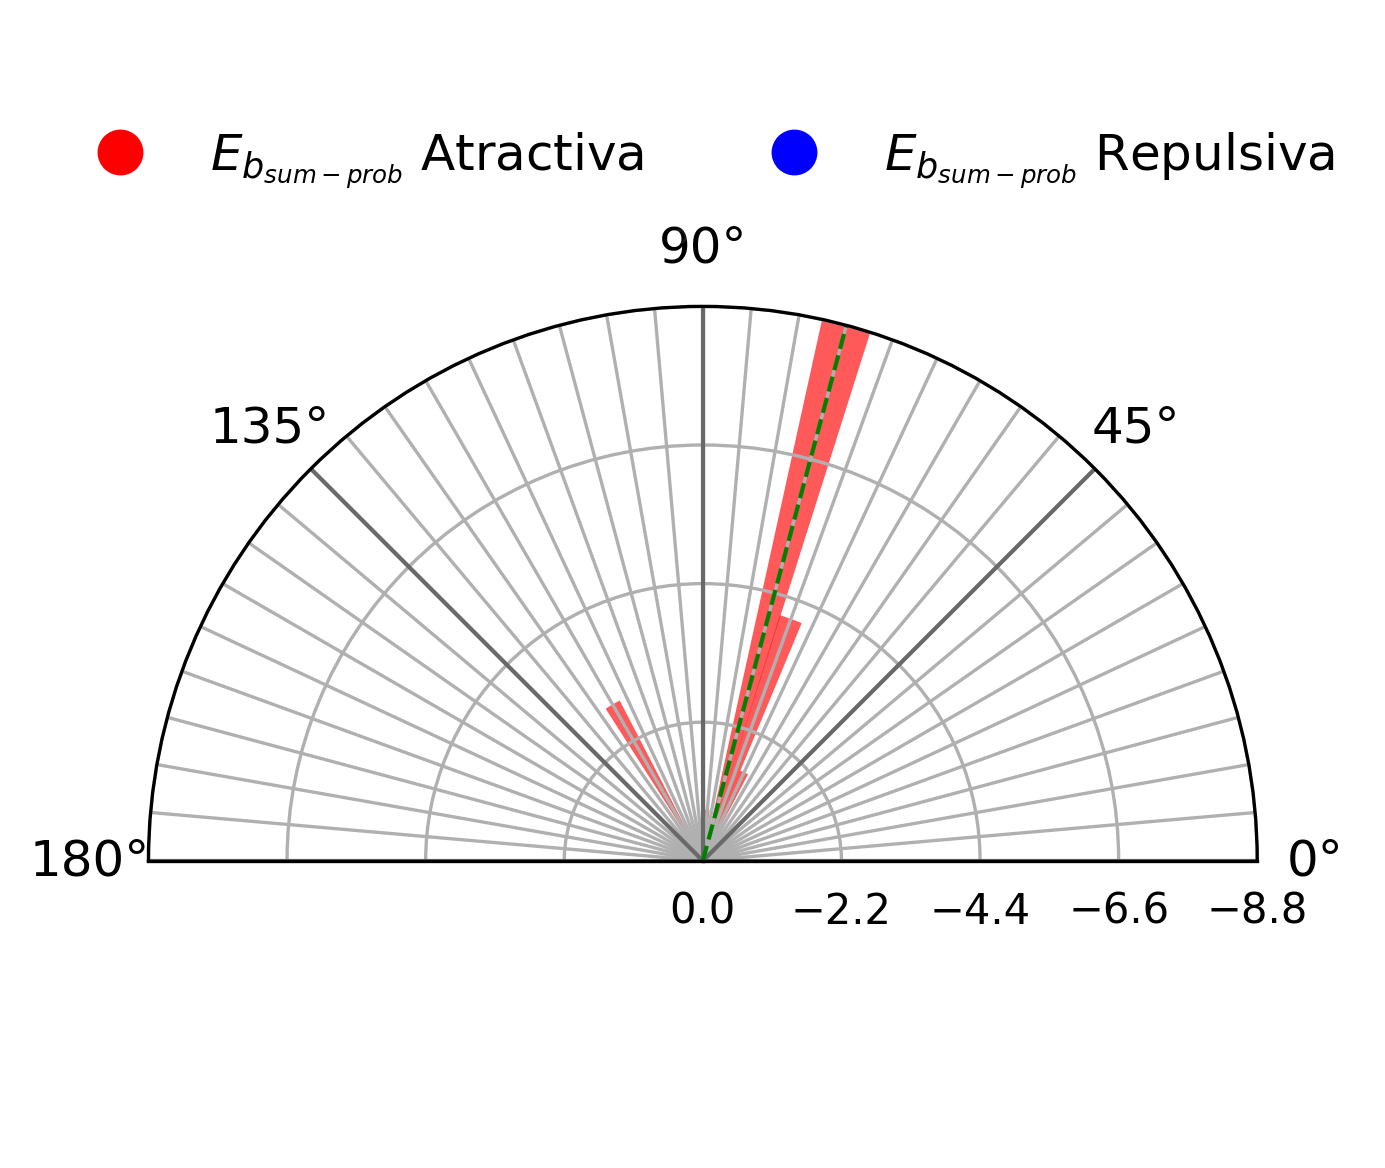 E_{b_{sum-prob}} Atractiva E_{b_{sum-prob}} Repulsiva
90°
135° 45°
180° 0°
0.0 −2.2 −4.4 −6.6 −8.8